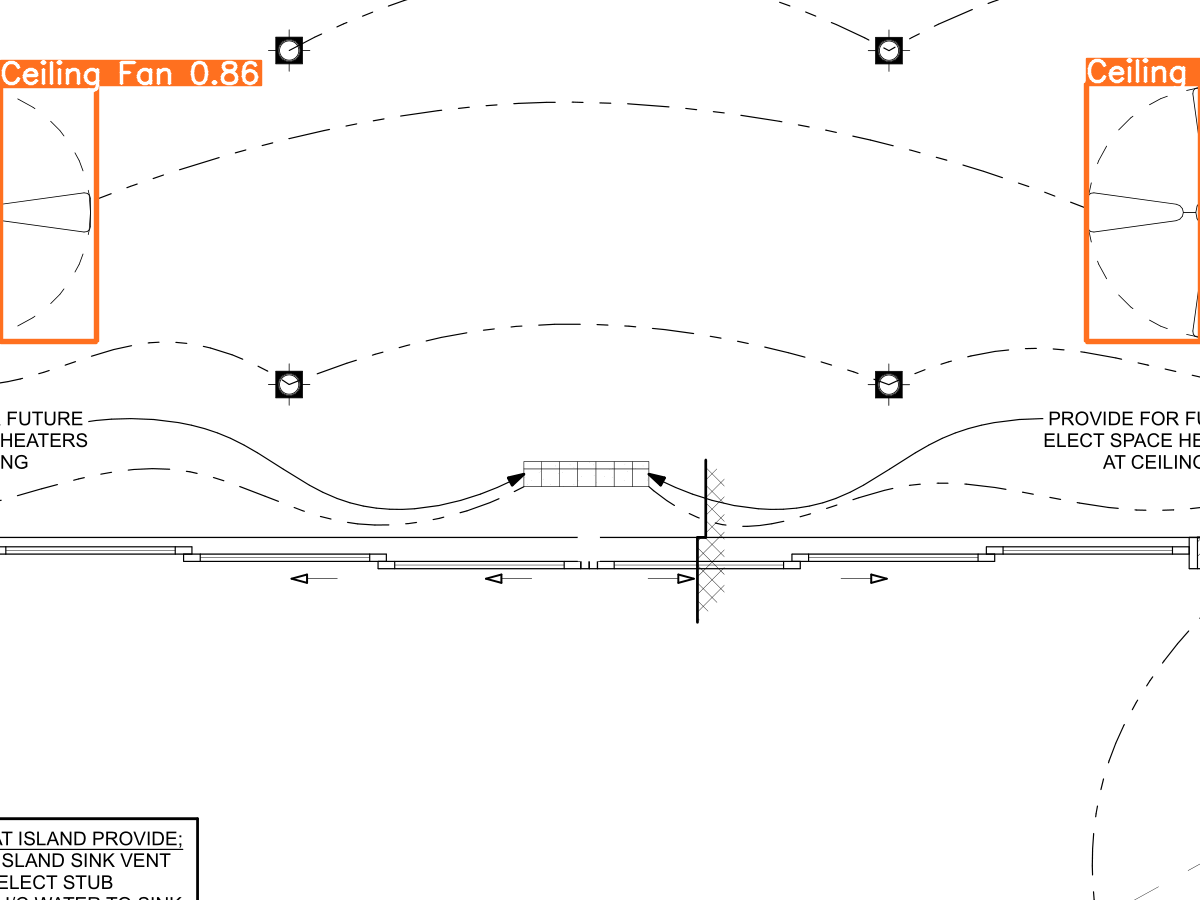 Ceiling Fan 0.86
Ceiling
FUTURE
HEATERS
NG
PROVIDE FOR FU
ELECT SPACE HE
AT CEILING
AT ISLAND PROVIDE;
ISLAND SINK VENT
ELECT STUB
WATER TO SINK